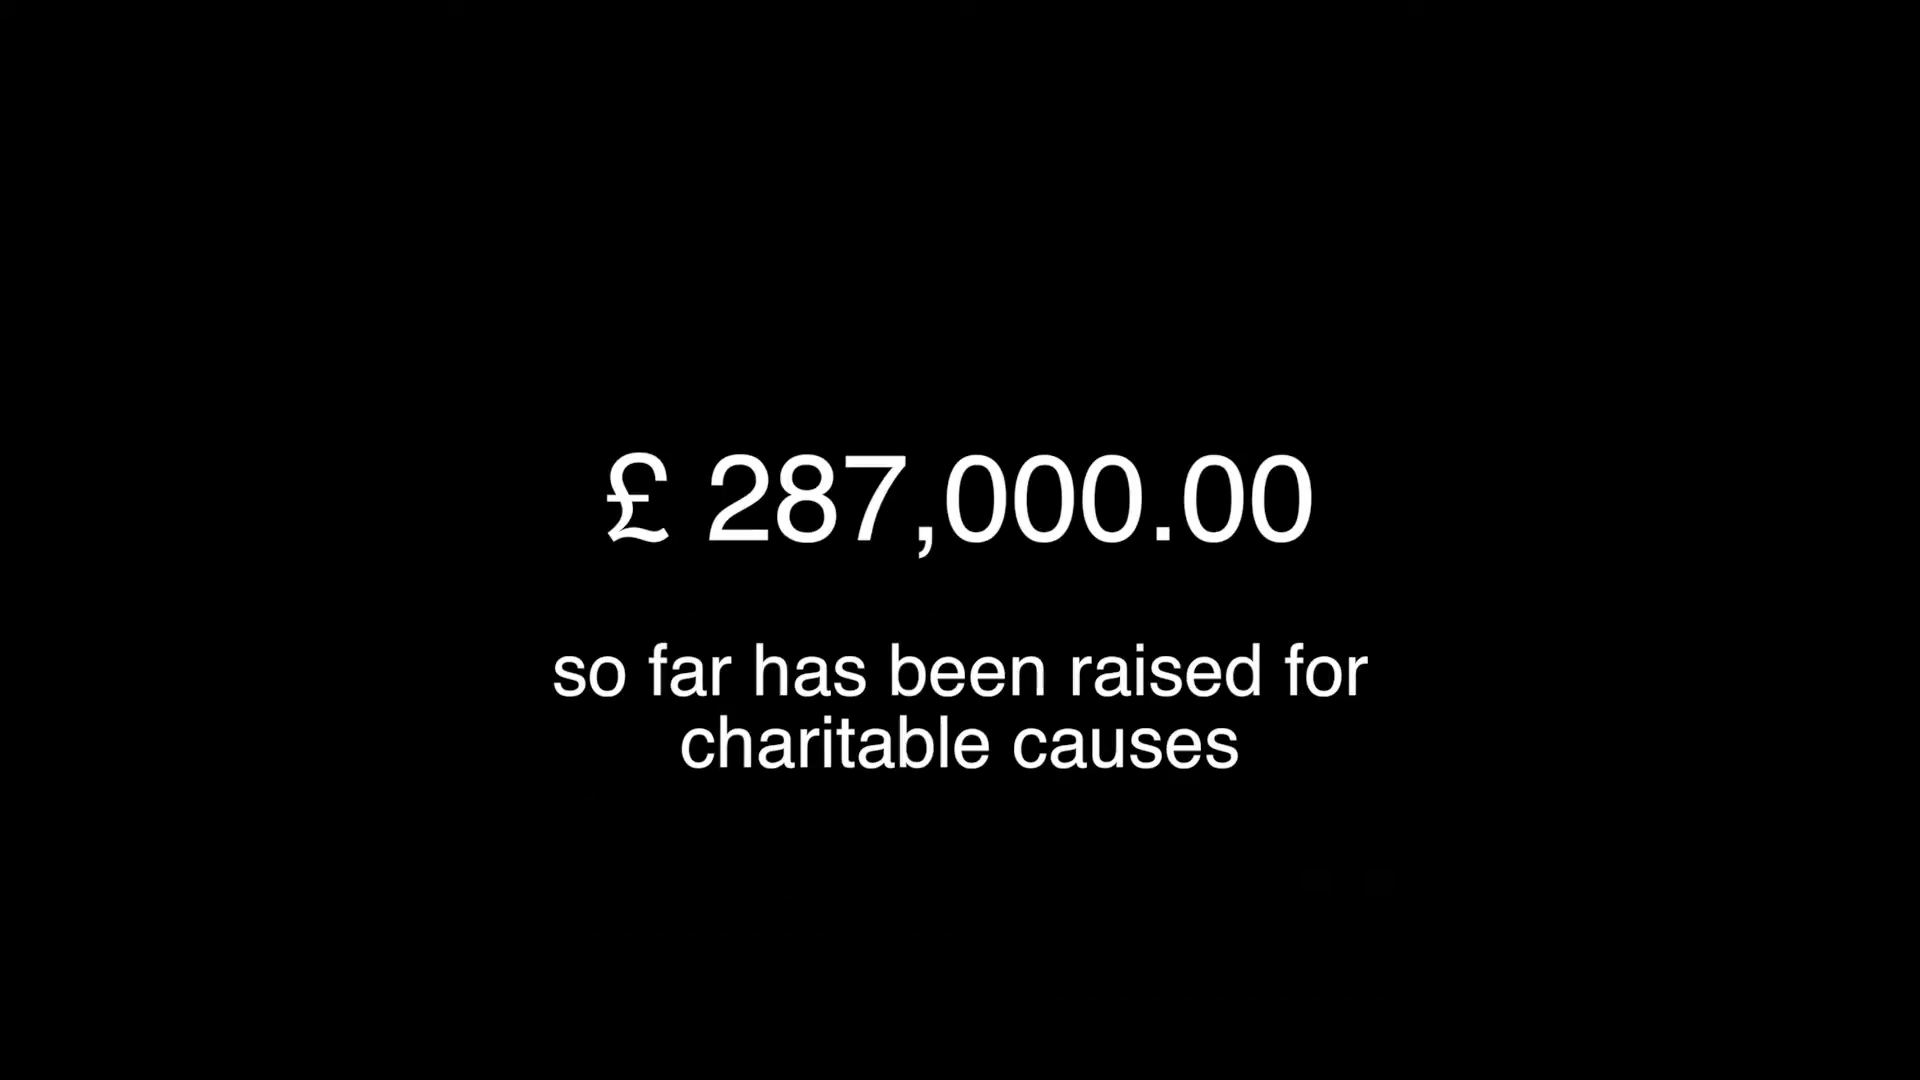 £ 287,000.00
so far has been raised for
charitable causes